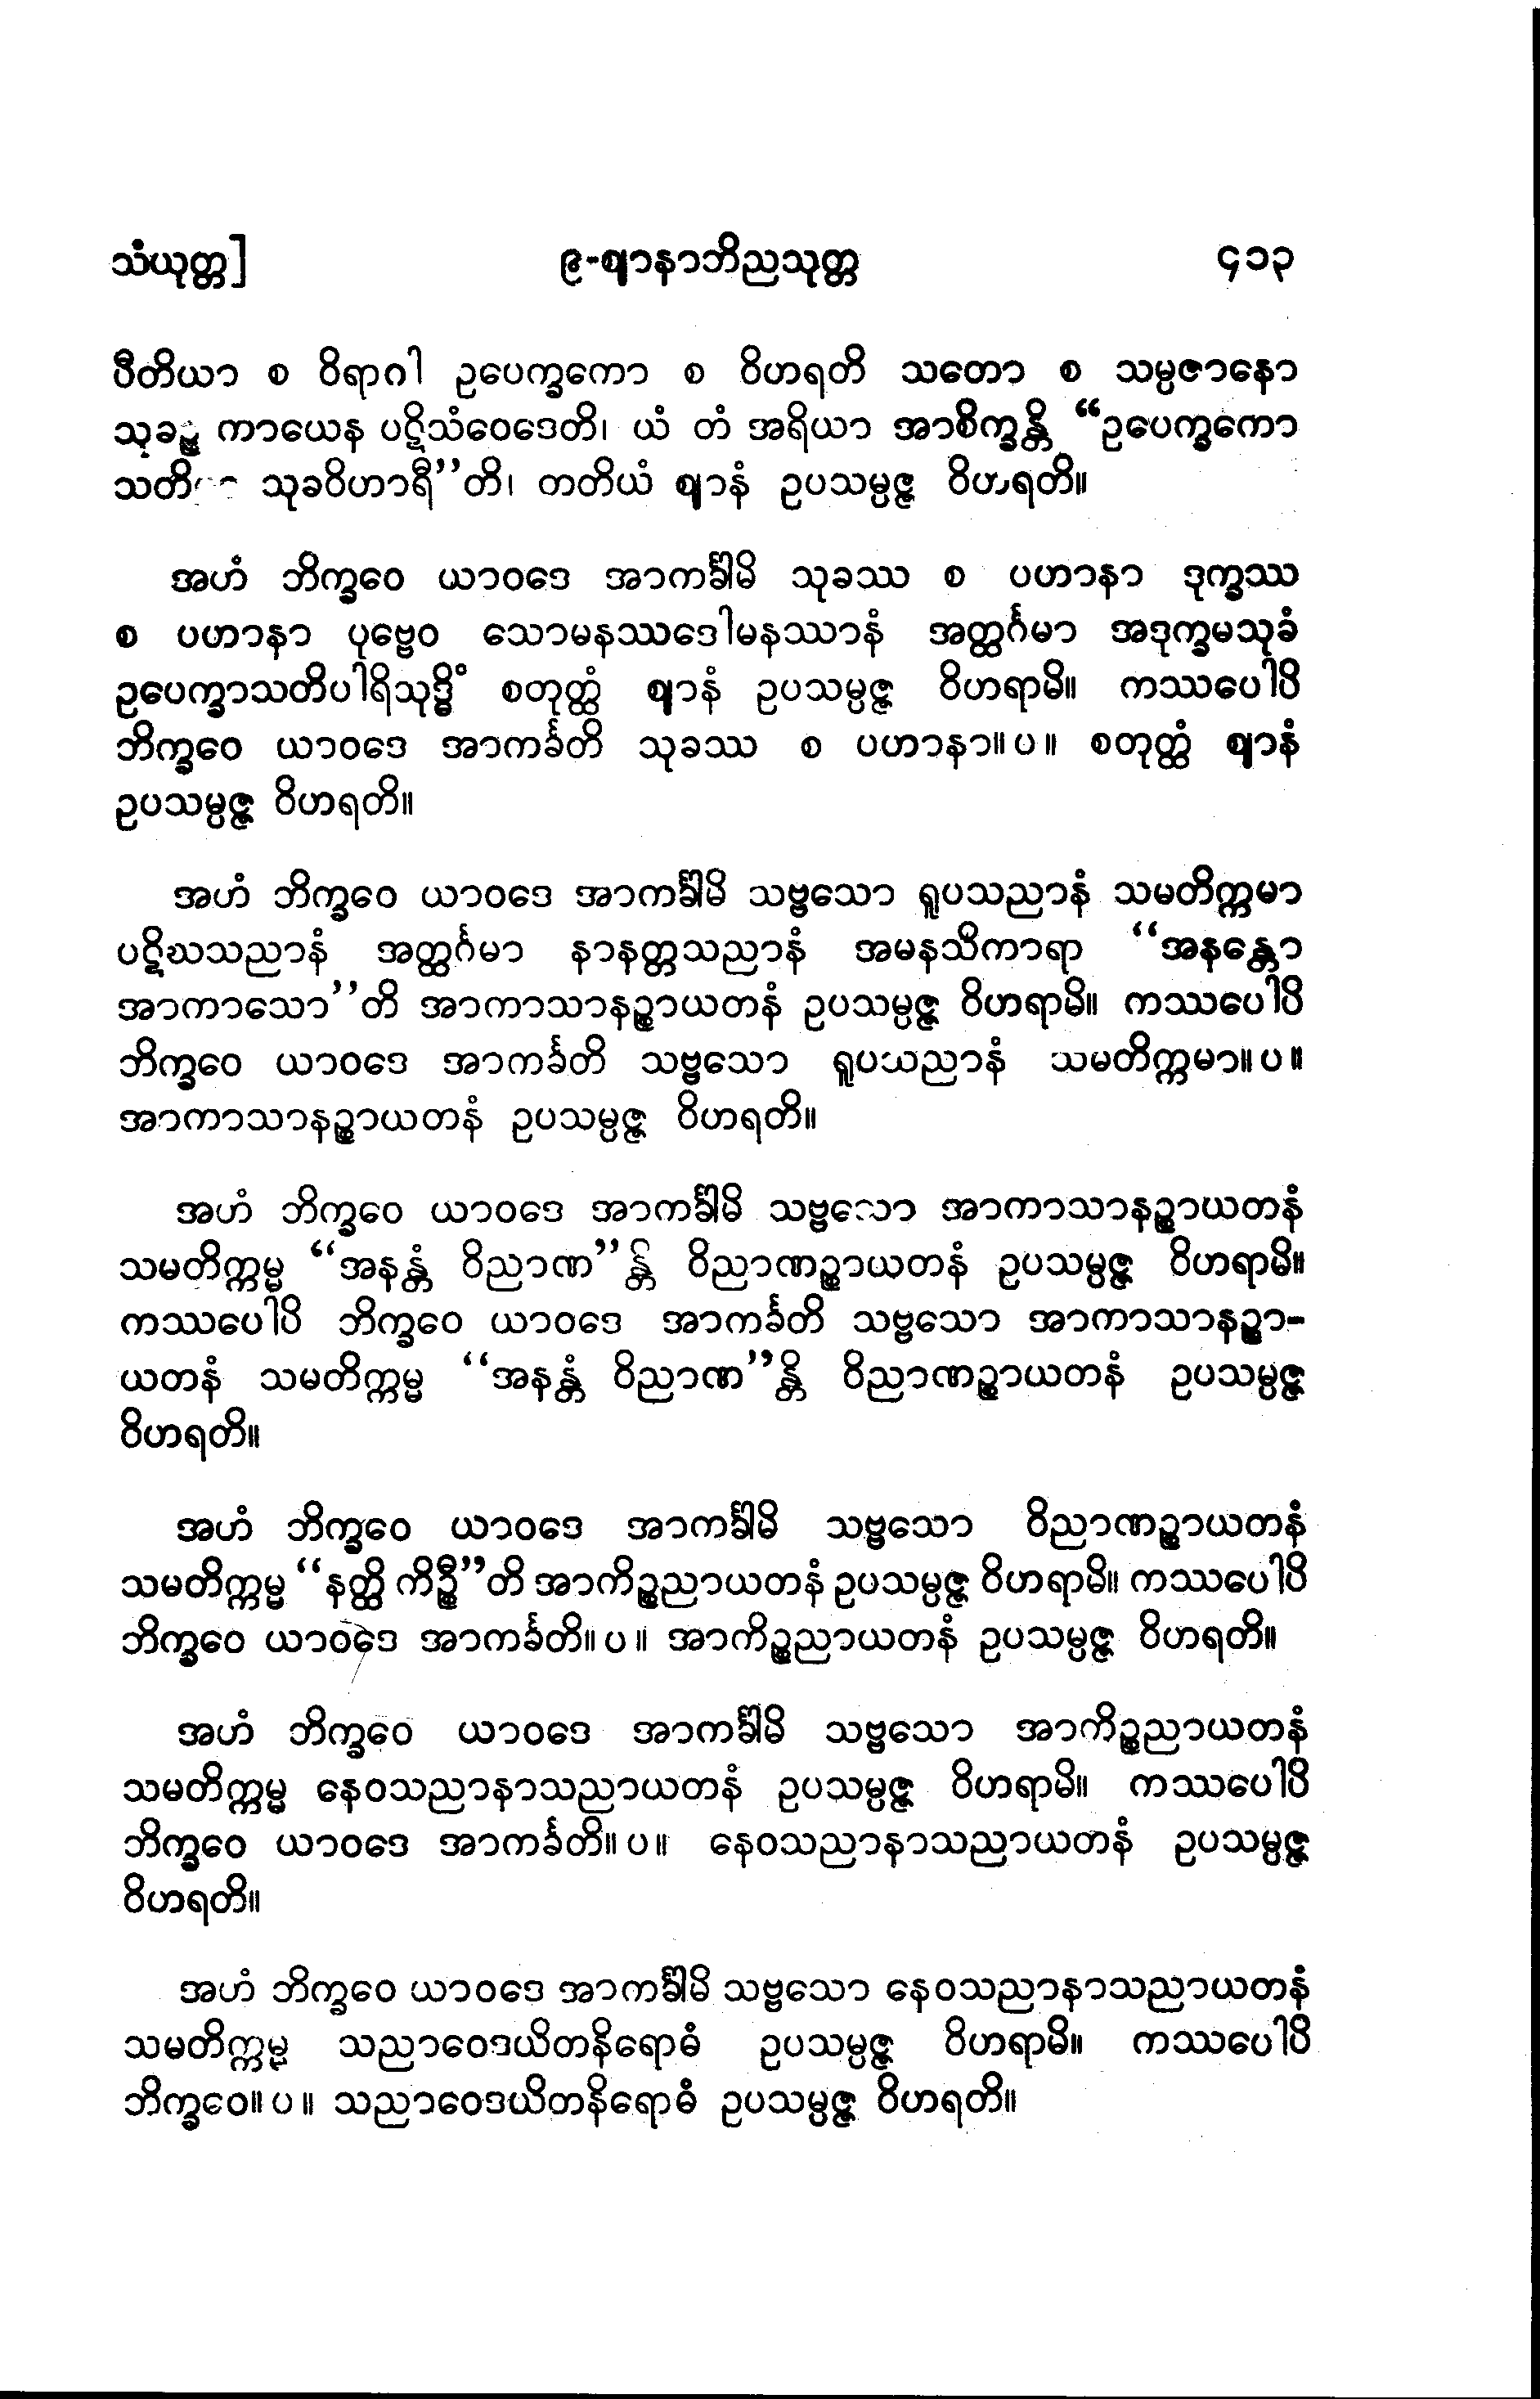 သံယုတ္တ] ၉-ဈာနာဘိညသုတ္တ ၄၁၃
ပီတိယာ စ ဝိရာဂါ ဥပေက္ခကော စ ဝိဟရတိ သတော စ သမ္ပဇာနော
သုခဉ္စ ကာယေန ပဋိသံဝေဒေတိ၊ ယံ တံ အရိယာ အာစိက္ခန္တိ “ဥပေက္ခကော
သုခဝိဟာရီ”တိ၊ တတိယံ ဈာနံ ဥပသမ္ပဇ္ဇ ဝိဟရတိ။
အဟံ ဘိက္ခဝေ ယာဝဒေ အာကင်္ခါမိ သုခဿ စ ပဟာနာ ဒုက္ခဿ
စ ပဟာနာ ပုဗ္ဗေဝ သောမနဿဒေါမနဿာနံ အတ္ထင်္ဂမာ အဒုက္ခမသုခံ
ဥပေက္ခာသတိပါရိသုဒ္ဓိံ စတုတ္ထံ ဈာနံ ဥပသမ္ပဇ္ဇ ဝိဟရာမိ။ ကဿပေါပိ
ဘိက္ခဝေ ယာဝဒေ အာကင်္ခတိ သုခဿ စ ပဟာနာ။ပ။ စတုတ္ထံ ဈာနံ
ဥပသမ္ပဇ္ဇ ဝိဟရတိ။
အဟံ ဘိက္ခဝေ ယာဝဒေ အာကင်္ခါမိ သဗ္ဗသော ရူပသညာနံ သမတိက္ကမာ
ပဋိဃသညာနံ အတ္ထင်္ဂမာ နာနတ္တသညာနံ အမနသိကာရာ “အနန္တော
အာကာသော”တိ အာကာသာနဉ္စာယတနံ ဥပသမ္ပဇ္ဇ ဝိဟရာမိ။ ကဿပေါပိ
ဘိက္ခဝေ ယာဝဒေ အာကင်္ခတိ သဗ္ဗသော ရူပသညာနံ သမတိက္ကမာ။ပ။
အာကာသာနဉ္စာယတနံ ဥပသမ္ပဇ္ဇ ဝိဟရတိ။
အဟံ ဘိက္ခဝေ ယာဝဒေ အာကင်္ခါမိ သဗ္ဗသော အာကာသာနဉ္စာယတနံ
သမတိက္ကမ္မ “အနန္တံ ဝိညာဏ”န္တိ ဝိညာဏဉ္စာယတနံ ဥပသမ္ပဇ္ဇ ဝိဟရာမိ။
ကဿပေါပိ ဘိက္ခဝေ ယာဝဒေ အာကင်္ခတိ သဗ္ဗသော အာကာသာနဉ္စာ-
ယတနံ သမတိက္ကမ္မ “အနန္တံ ဝိညာဏ”န္တိ ဝိညာဏဉ္စာယတနံ ဥပသမ္ပဇ္ဇ
ဝိဟရတိ။
အဟံ ဘိက္ခဝေ ယာဝဒေ အာကင်္ခါမိ သဗ္ဗသော ဝိညာဏဉ္စာယတနံ
သမတိက္ကမ္မ “နတ္ထိ ကိဉ္စီ”တိ အာကိဉ္စညာယတနံ ဥပသမ္ပဇ္ဇ ဝိဟရာမိ။ ကဿပေါပိ
ဘိက္ခဝေ ယာဝဒေ အာကင်္ခတိ။ပ။ အာကိဉ္စညာယတနံ ဥပသမ္ပဇ္ဇ ဝိဟရတိ။
အဟံ ဘိက္ခဝေ ယာဝဒေ အာကင်္ခါမိ သဗ္ဗသော အာကိဉ္စညာယတနံ
သမတိက္ကမ္မ နေဝသညာနာသညာယတနံ ဥပသမ္ပဇ္ဇ ဝိဟရာမိ။ ကဿပေါပိ
ဘိက္ခဝေ ယာဝဒေ အာကင်္ခတိ။ပ။ နေဝသညာနာသညာယတနံ ဥပသမ္ပဇ္ဇ
ဝိဟရတိ။
အဟံ ဘိက္ခဝေ ယာဝဒေ အာကင်္ခါမိ သဗ္ဗသော နေဝသညာနာသညာယတနံ
သမတိက္ကမ္မ သညာဝေဒယိတနိရောဓံ ဥပသမ္ပဇ္ဇ ဝိဟရာမိ။ ကဿပေါပိ
ဘိက္ခဝေ။ပ။ သညာဝေဒယိတနိရောဓံ ဥပသမ္ပဇ္ဇ ဝိဟရတိ။